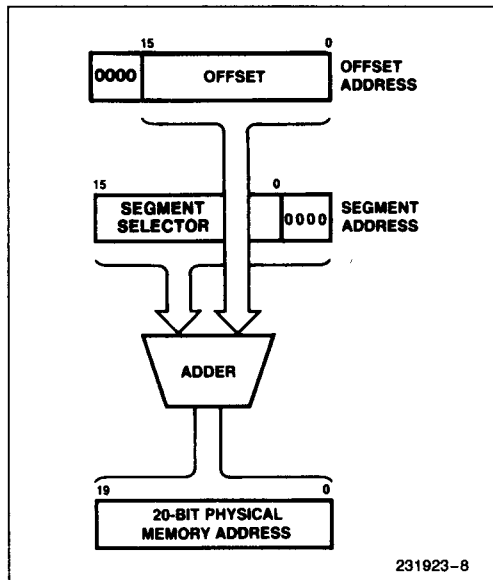 15 0
0000 OFFSET OFFSET
ADDRESS
15 0
SEGMENT
SELECTOR 0000 SEGMENT
ADDRESS
ADDER
19 0
20-BIT PHYSICAL
MEMORY ADDRESS
231923-8